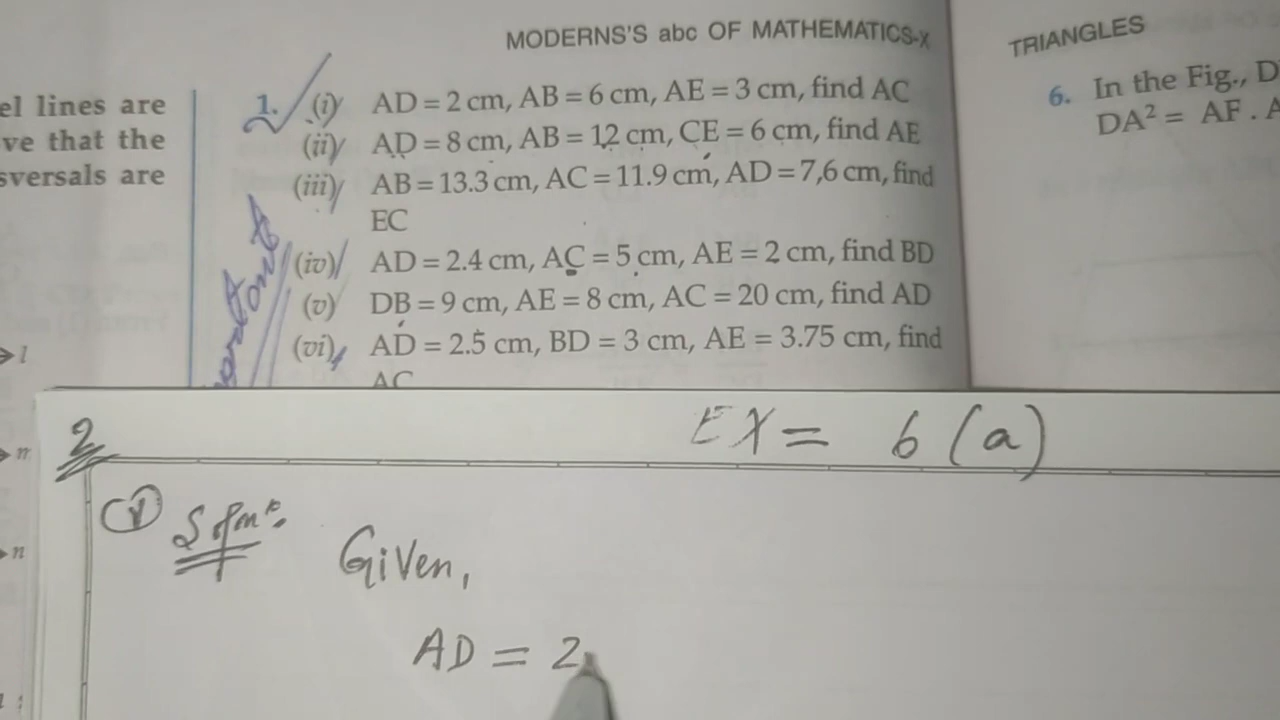 MODERNS'S abc OF MATHEMATICS-X
TRIANGLES
el lines are
ve that the
sversals are
1. (i) AD = 2 cm, AB = 6 cm, AE = 3 cm, find AC
(ii) AD = 8 cm, AB = 12 cm, CE = 6 cm, find AE
(iii) AB = 13.3 cm, AC = 11.9 cm, AD = 7,6 cm, find
EC
(iv) AD = 2.4 cm, AC = 5 cm, AE = 2 cm, find BD
(v) DB = 9 cm, AE = 8 cm, AC = 20 cm, find AD
(vi) AD = 2.5 cm, BD = 3 cm, AE = 3.75 cm, find
AC
6. In the Fig., D
DA² = AF . A
l
m
n
2
EX = 6 (a)
Given,
AD = 2